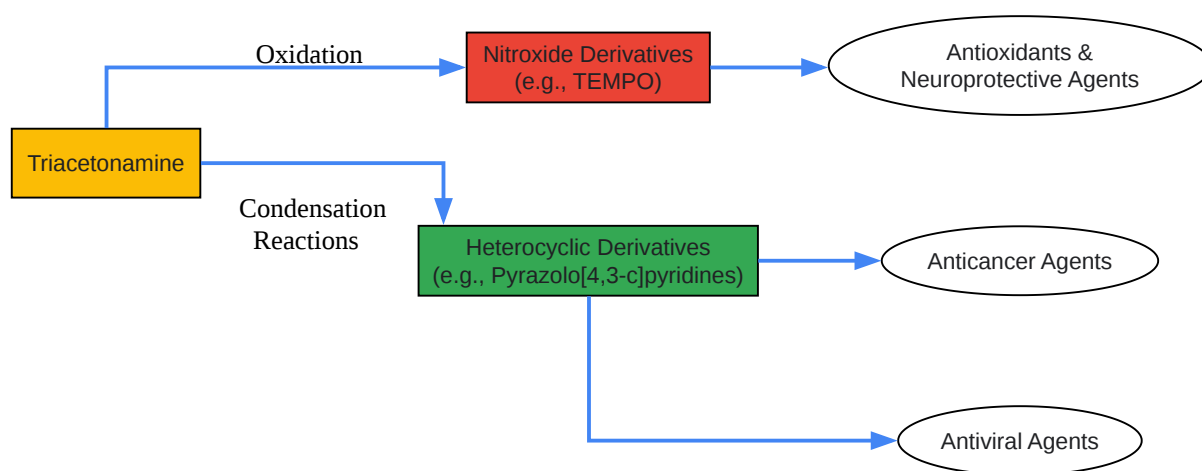 Oxidation
Nitroxide Derivatives
(e.g., TEMPO)
Antioxidants &
Neuroprotective Agents
Triacetonamine
Condensation
Reactions
Heterocyclic Derivatives
(e.g., Pyrazolo[4,3-c]pyridines)
Anticancer Agents
Antiviral Agents